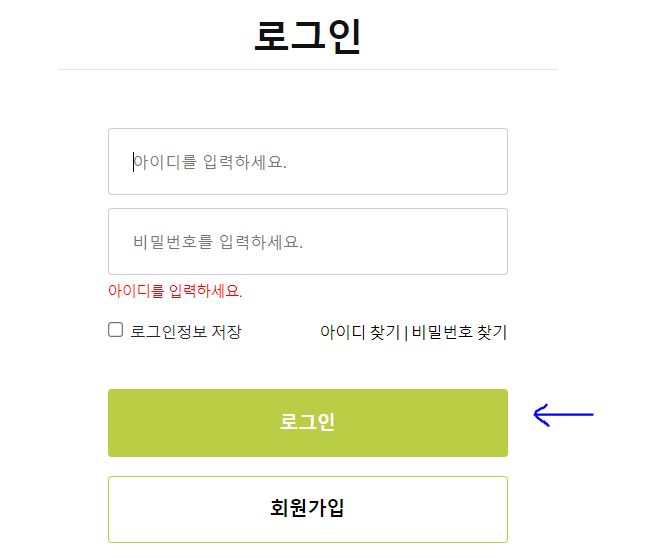 로그인
아이디를 입력하세요.
비밀번호를 입력하세요.
아이디를 입력하세요.
로그인정보 저장 아이디 찾기 | 비밀번호 찾기
로그인
회원가입